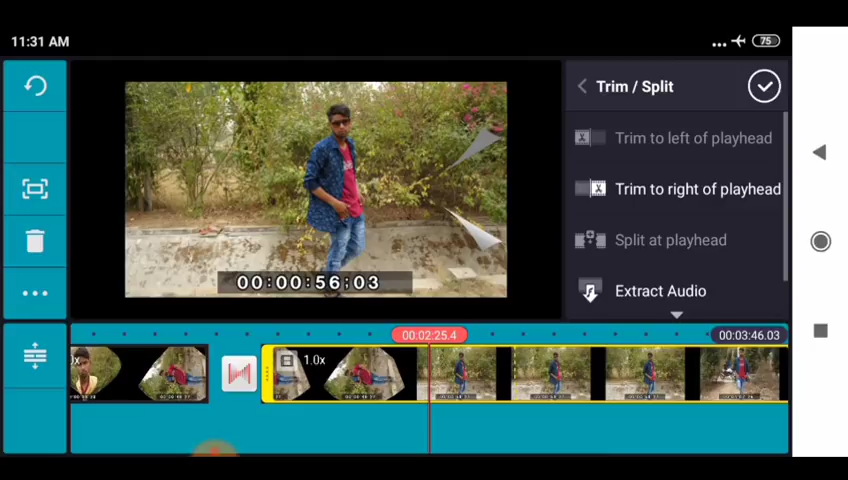 11:31 AM
75
Trim / Split
Trim to left of playhead
Trim to right of playhead
Split at playhead
Extract Audio
00:00:56;03
00:02:25.4
00:03:46.03
1.0x